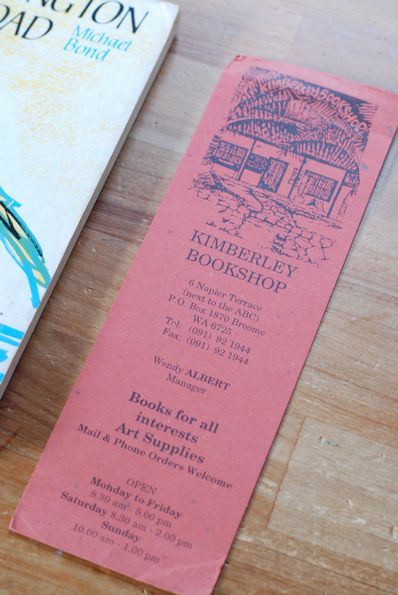 NGTON
OAD
Michael
Bond
KIMBERLEY BOOKSHOP
KIMBERLEY
BOOKSHOP
6 Napier Terrace
(next to the ABC)
P.O. Box 1870 Broome
WA 6725
Tel. (091) 92 1944
Fax: (091) 92 1944
Wendy ALBERT
Manager
Books for all
interests
Art Supplies
Mail & Phone Orders Welcome
OPEN
Monday to Friday
8.30 am - 5.00 pm
Saturday 8.30 am - 2.00 pm
Sunday
10.00 am - 1.00 pm